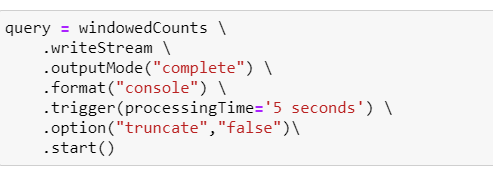 query = windowedCounts \
    .writeStream \
    .outputMode("complete") \
    .format("console") \
    .trigger(processingTime='5 seconds') \
    .option("truncate","false")\
    .start()